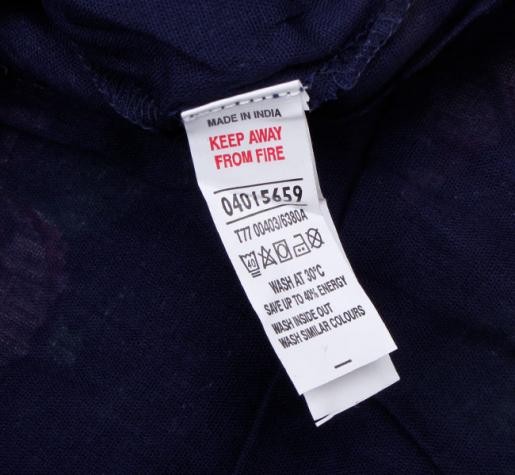 MADE IN INDIA
KEEP AWAY
FROM FIRE
04015659
T77 00403/6380A
40
WASH AT 30°C
SAVE UP TO 40% ENERGY
WASH INSIDE OUT
WASH SIMILAR COLOURS